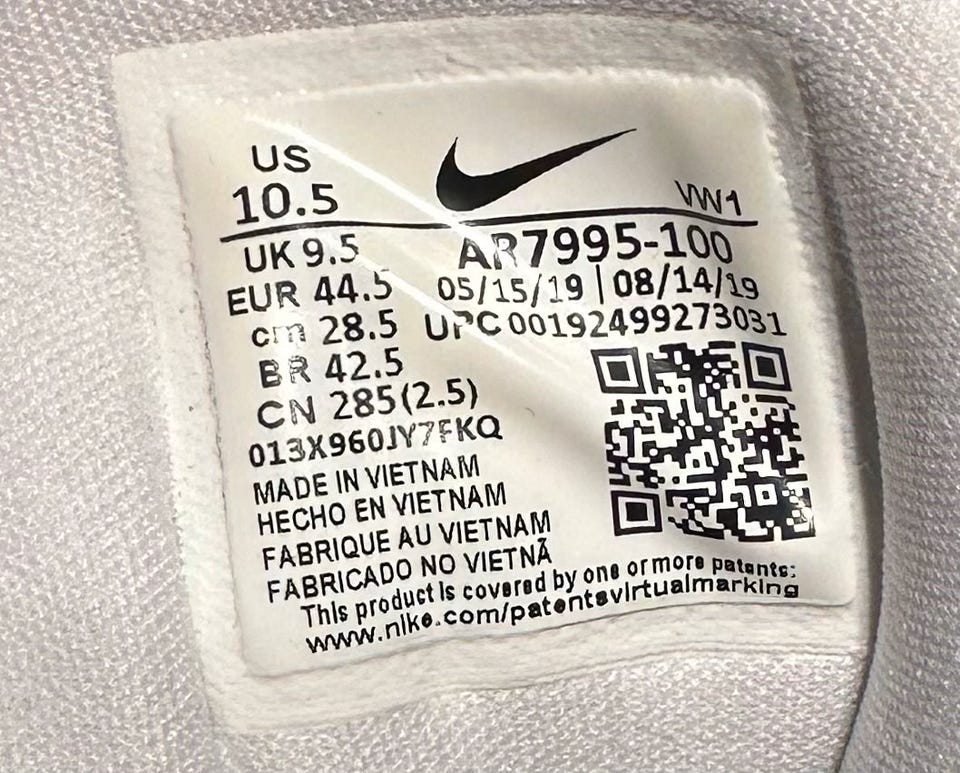 US
10.5
VW1
UK 9.5
AR7995-100
EUR 44.5
05/15/19 | 08/14/19
cm 28.5
UPC 00192499273031
BR 42.5
CN 285(2.5)
013X960JY7FKQ
MADE IN VIETNAM
HECHO EN VIETNAM
FABRIQUE AU VIETNAM
FABRICADO NO VIETNÃ
This product is covered by one or more patents:
www.nike.com/patentsvirtualmarking